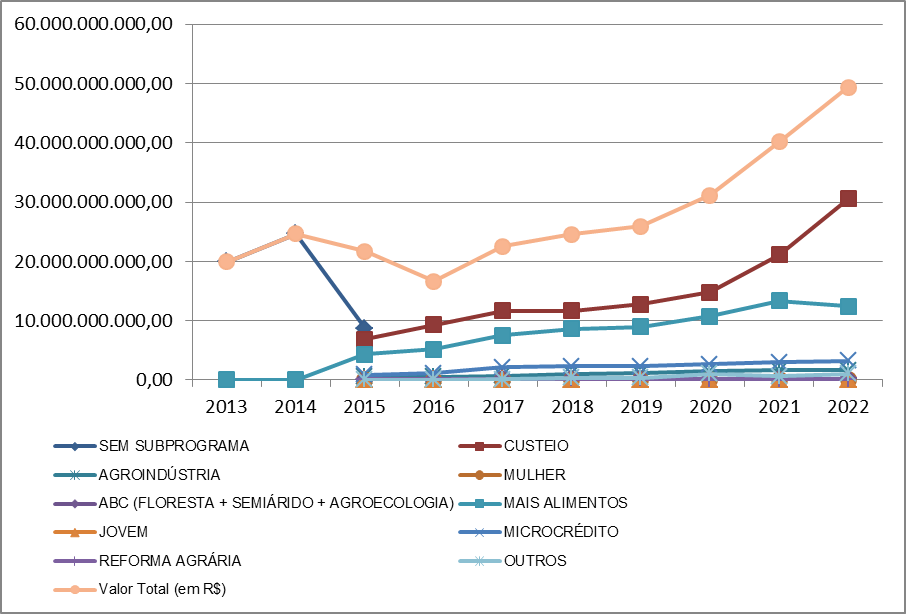 60.000.000.000,00
50.000.000.000,00
40.000.000.000,00
30.000.000.000,00
20.000.000.000,00
10.000.000.000,00
0,00
2013 2014 2015 2016 2017 2018 2019 2020 2021 2022
SEM SUBPROGRAMA CUSTEIO
AGROINDÚSTRIA MULHER
ABC (FLORESTA + SEMIÁRIDO + AGROECOLOGIA) MAIS ALIMENTOS
JOVEM MICROCRÉDITO
REFORMA AGRÁRIA OUTROS
Valor Total (em R$)